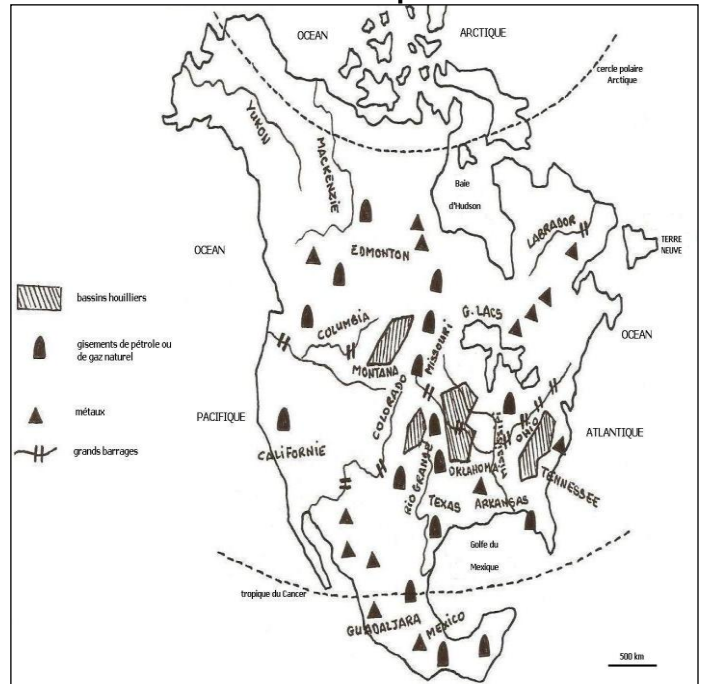 OCEAN
ARCTIQUE
cercle polaire
Arctique
YUKON
MACKENZIE
Baie
d'Hudson
LABRADOR
TERRE
NEUVE
OCEAN
EDMONTON
bassins houilliers
COLUMBIA
G. LACS
OCEAN
gisements de pétrole ou
de gaz naturel
MISSOURI
MONTANA
métaux
PACIFIQUE
COLORADO
ATLANTIQUE
grands barrages
CALIFORNIE
OHIO
RIO GRANSE
OKLAHOMA
TENNESSEE
TEXAS
ARKANSAS
Golfe du
Mexique
tropique du Cancer
GUADALJARA
MEXICO
500 km